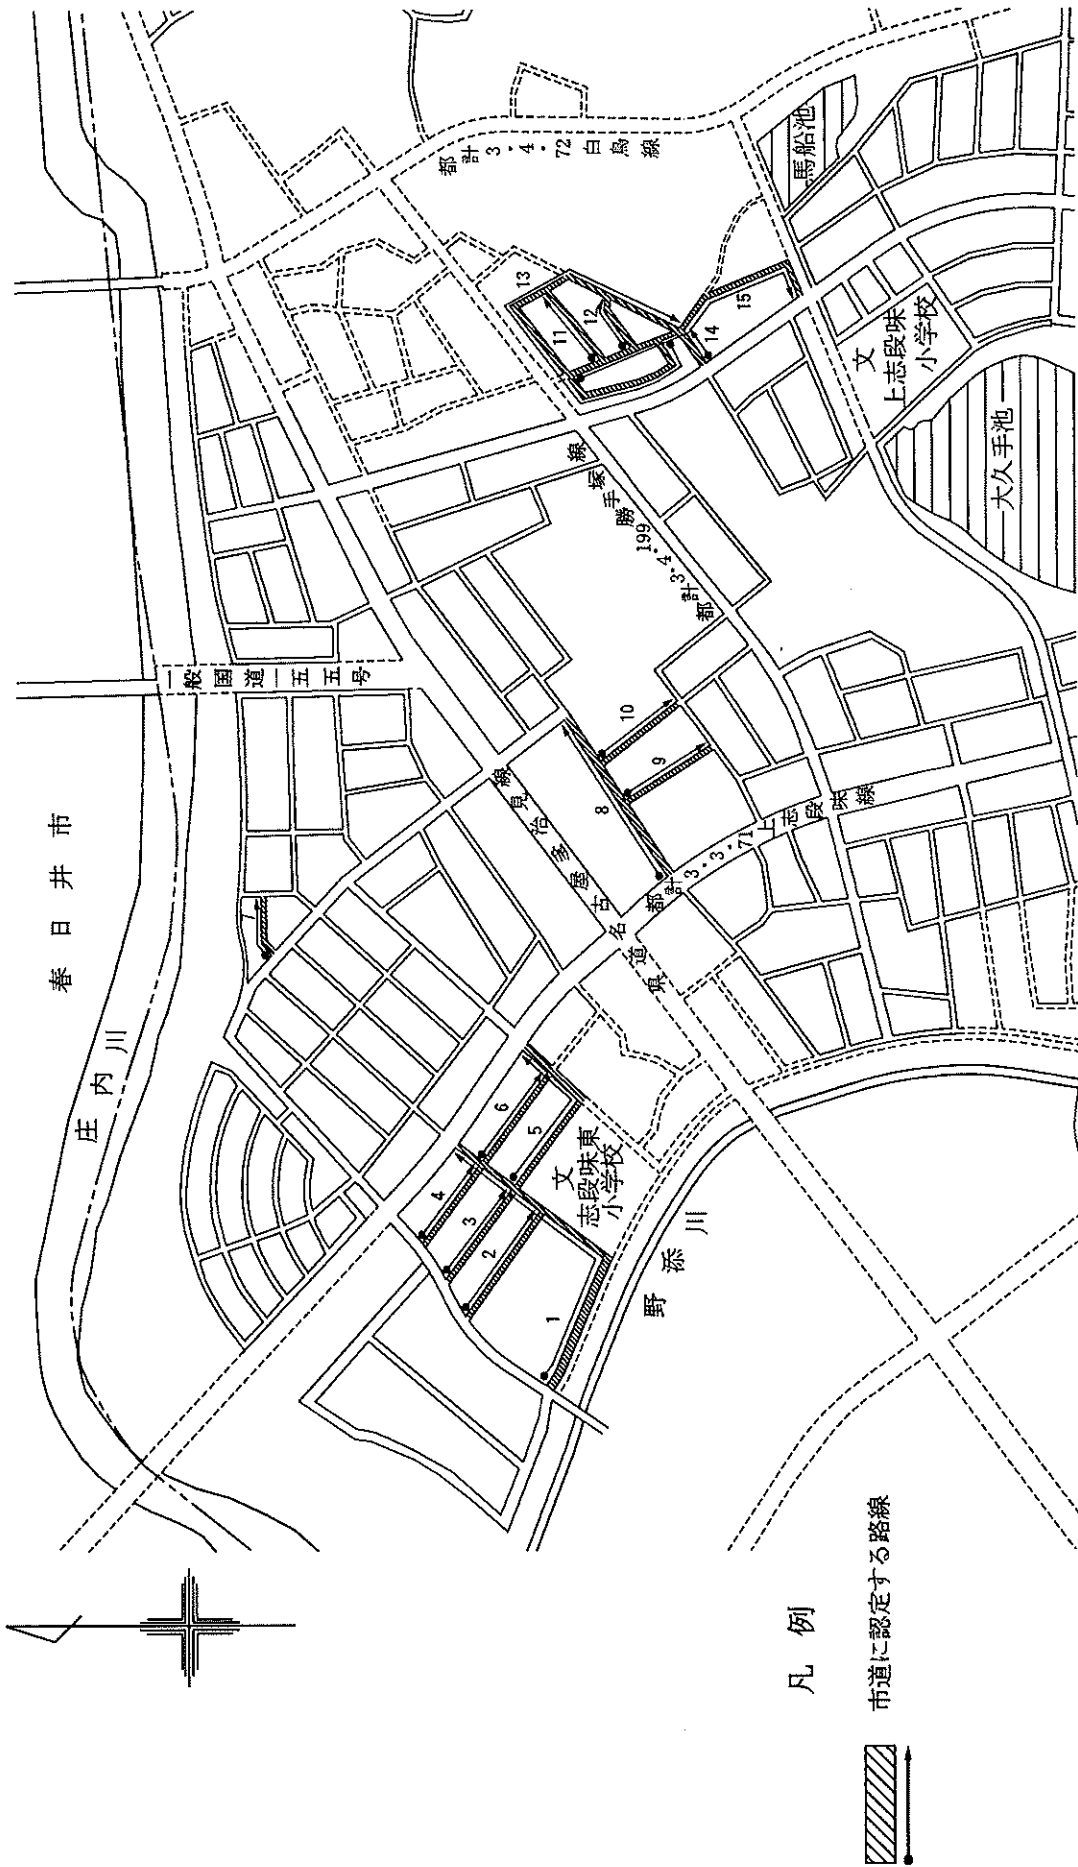 春日井市
庄内川
一般国道一五五号
都計3・4・72白鳥線
馬船池
文
上志段味
小学校
大久手池
都計3・4・199勝手塚線
都計3・3・71上志段味線
県道名古屋多治見線
文
志段味東
小学校
野添川
1
2
3
4
5
6
8
9
10
11
12
13
14
15
凡例
市道に認定する路線